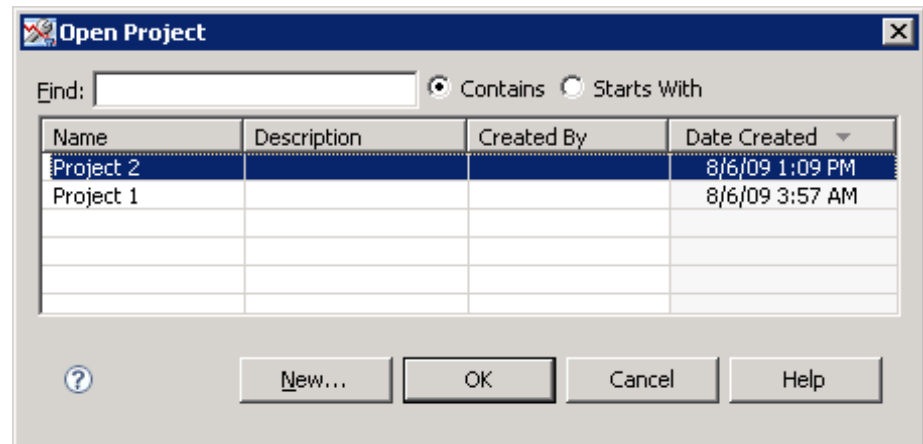 Open Project
Find: Contains Starts With
Name Description Created By Date Created
Project 2 8/6/09 1:09 PM
Project 1 8/6/09 3:57 AM
? New... OK Cancel Help